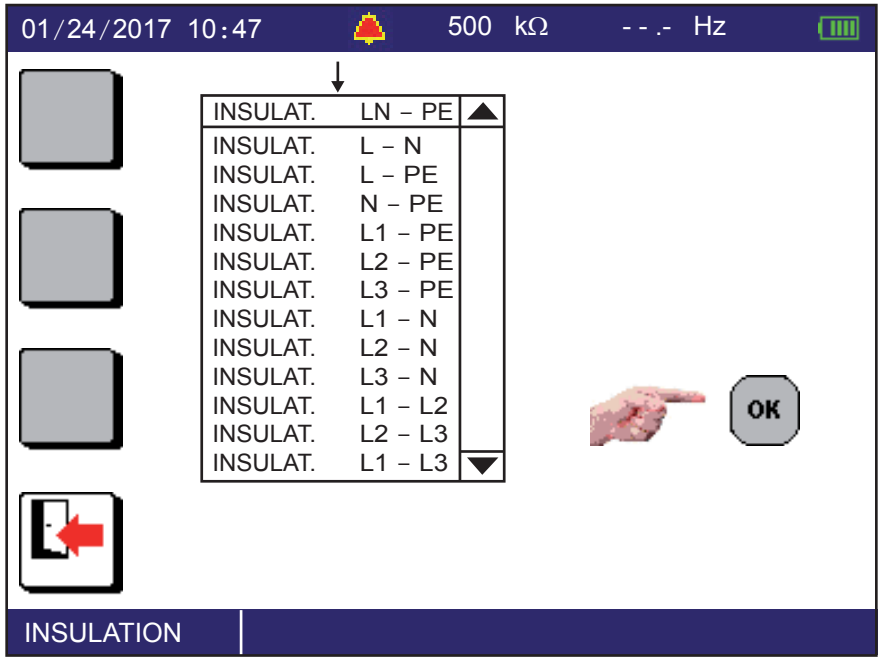 01/24/2017 10:47 500 kΩ - - .- Hz
INSULAT. LN – PE
INSULAT. L – N
INSULAT. L – PE
INSULAT. N – PE
INSULAT. L1 – PE
INSULAT. L2 – PE
INSULAT. L3 – PE
INSULAT. L1 – N
INSULAT. L2 – N
INSULAT. L3 – N
INSULAT. L1 – L2
INSULAT. L2 – L3
INSULAT. L1 – L3
OK
INSULATION